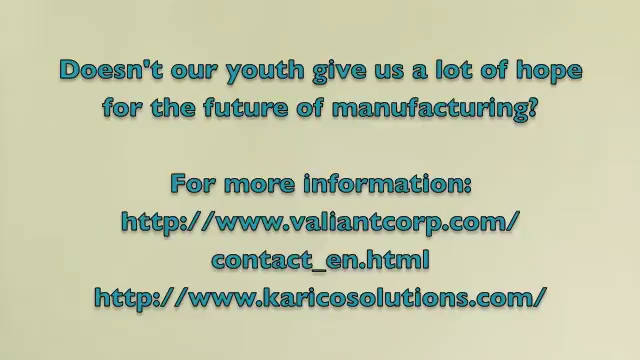 Doesn't our youth give us a lot of hope
for the future of manufacturing?
For more information:
http://www.valiantcorp.com/
contact_en.html
http://www.karicosolutions.com/